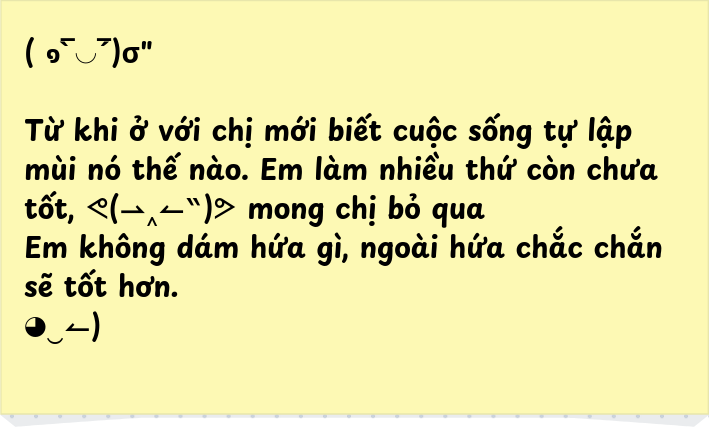 ( ๑‾̀◡‾́)σ"
Từ khi ở với chị mới biết cuộc sống tự lập
mùi nó thế nào. Em làm nhiều thứ còn chưa
tốt, ᕙ(⇀‸↼‶)ᕗ mong chị bỏ qua
Em không dám hứa gì, ngoài hứa chắc chắn
sẽ tốt hơn.
◕‿↼)